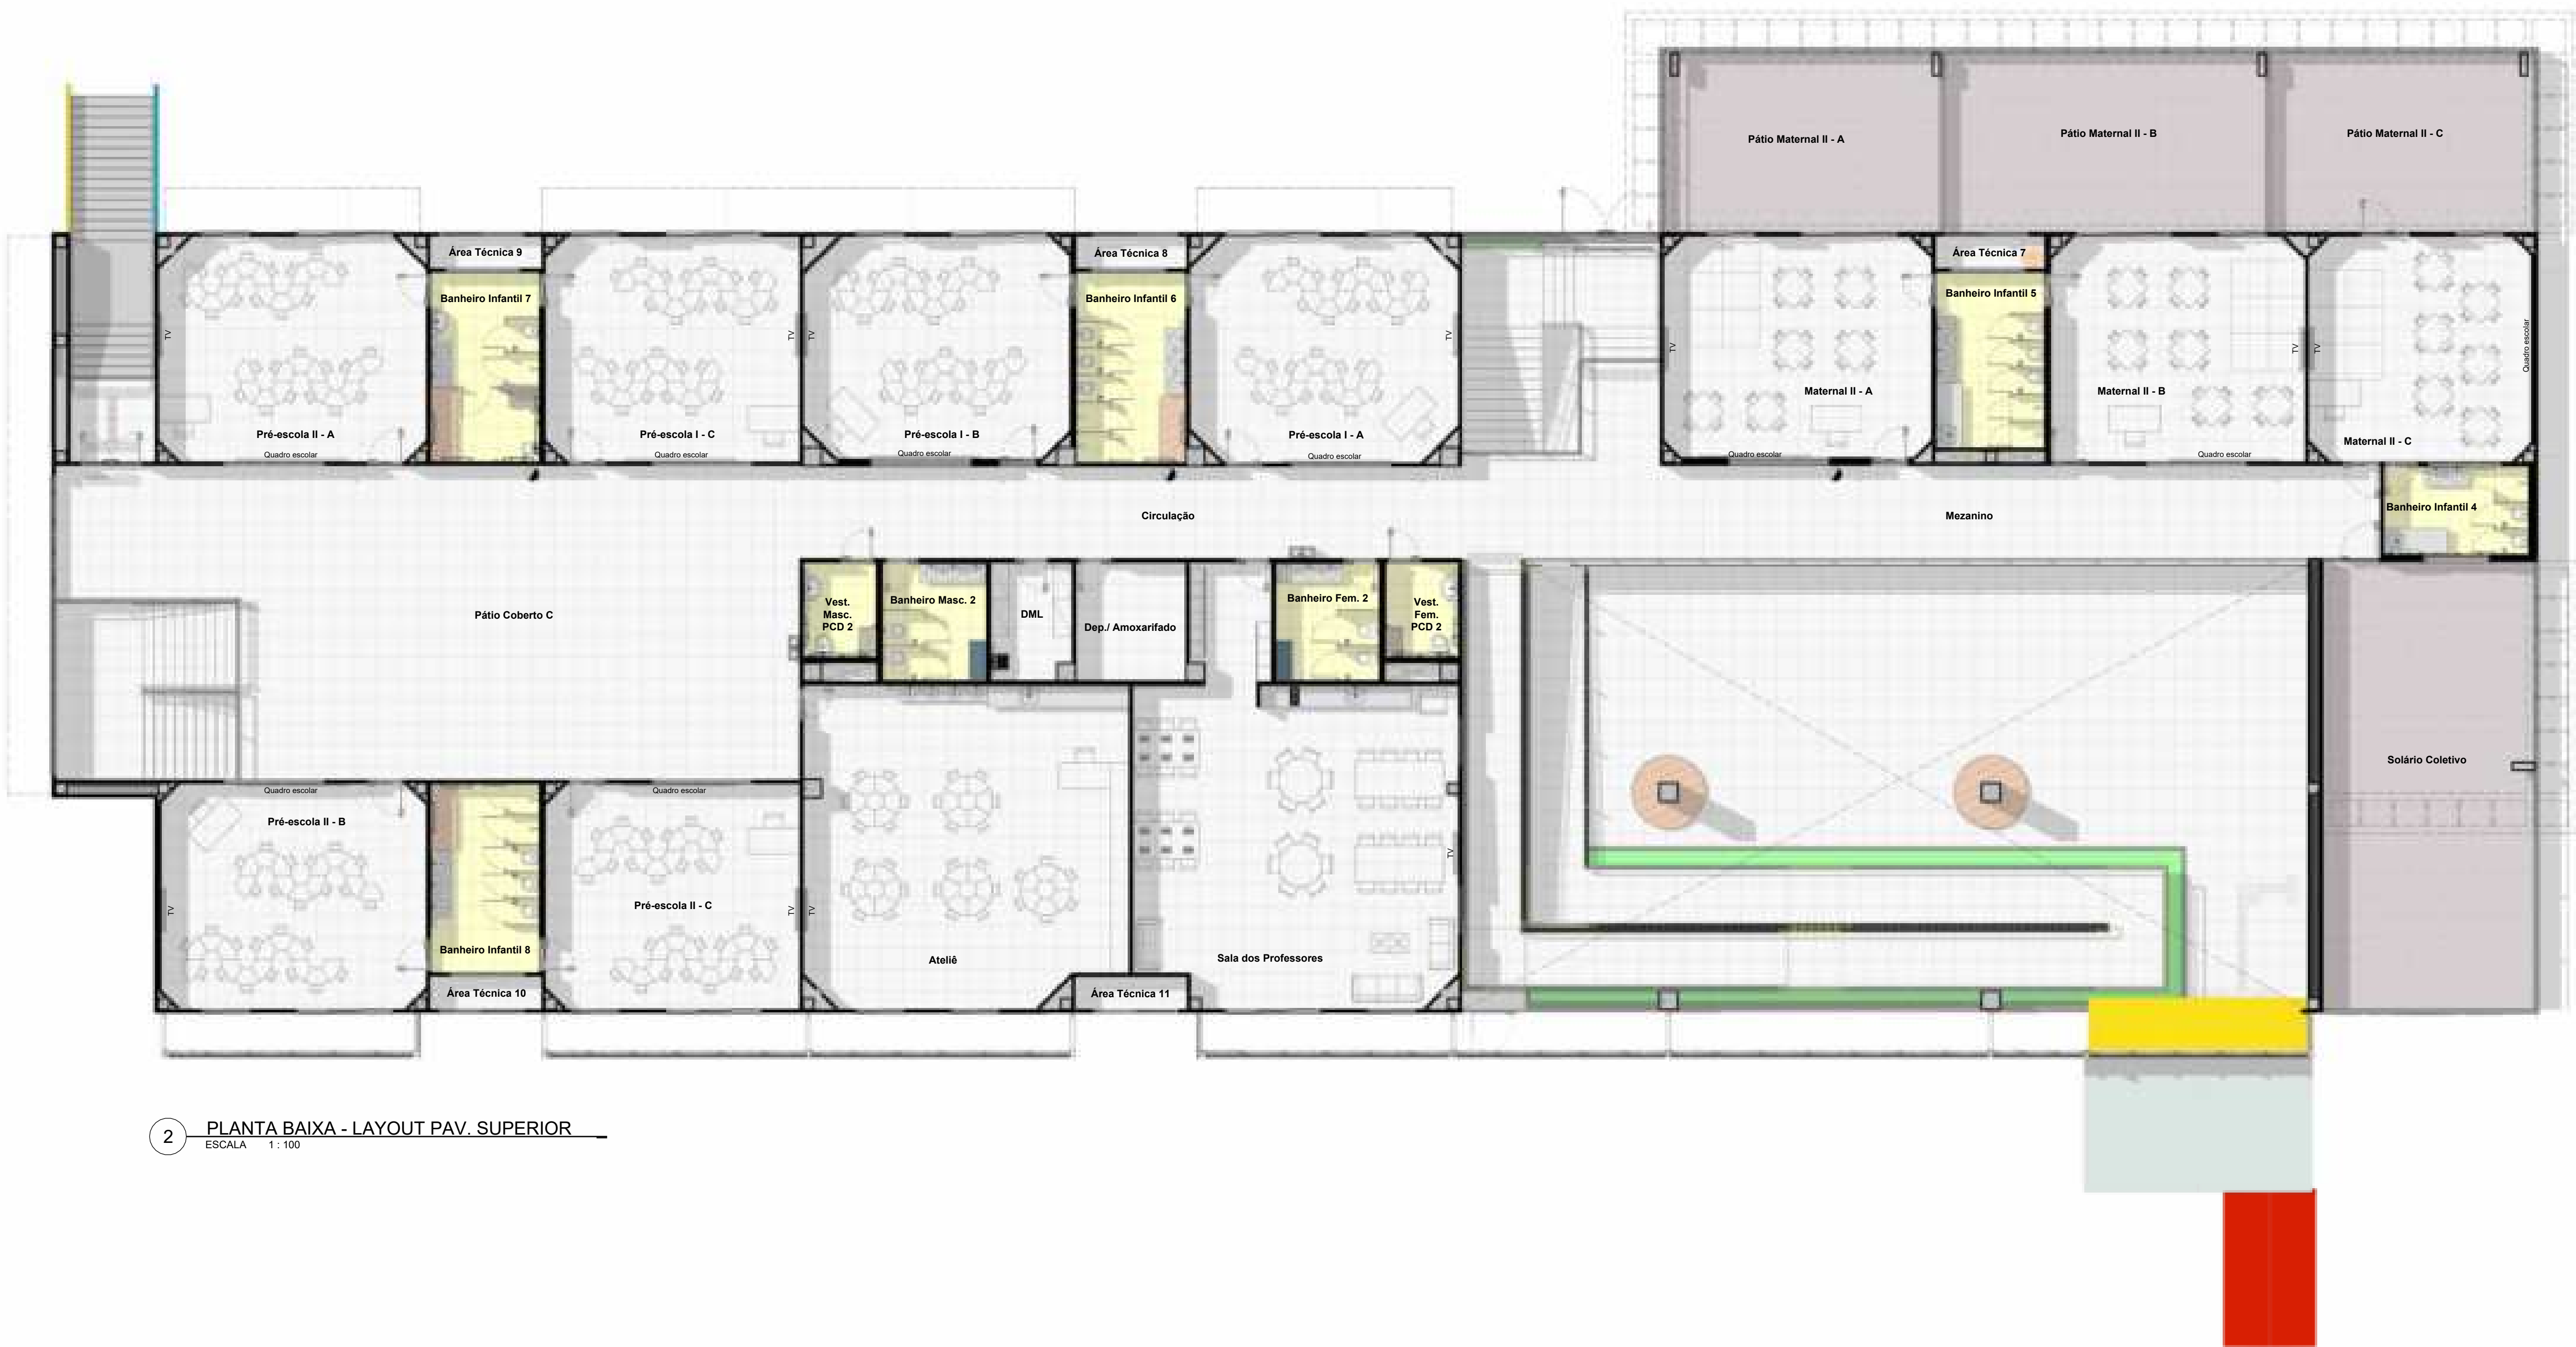 Pátio Maternal II - A
Pátio Maternal II - B
Pátio Maternal II - C
Área Técnica 9
Área Técnica 8
Área Técnica 7
Banheiro Infantil 7
Banheiro Infantil 6
Banheiro Infantil 5
TV
TV
TV
TV
TV
TV
TV
Quadro escolar
Maternal II - A
Maternal II - B
Maternal II - C
Pré-escola II - A
Pré-escola I - C
Pré-escola I - B
Pré-escola I - A
Quadro escolar
Quadro escolar
Quadro escolar
Quadro escolar
Quadro escolar
Quadro escolar
Circulação
Mezanino
Banheiro Infantil 4
Pátio Coberto C
Vest.
Masc.
PCD 2
Banheiro Masc. 2
DML
Dep./ Amoxarifado
Banheiro Fem. 2
Vest.
Fem.
PCD 2
Solário Coletivo
Quadro escolar
Quadro escolar
Pré-escola II - B
Pré-escola II - C
TV
TV
TV
TV
Banheiro Infantil 8
Ateliê
Sala dos Professores
Área Técnica 10
Área Técnica 11
2
PLANTA BAIXA - LAYOUT PAV. SUPERIOR
ESCALA 1 : 100